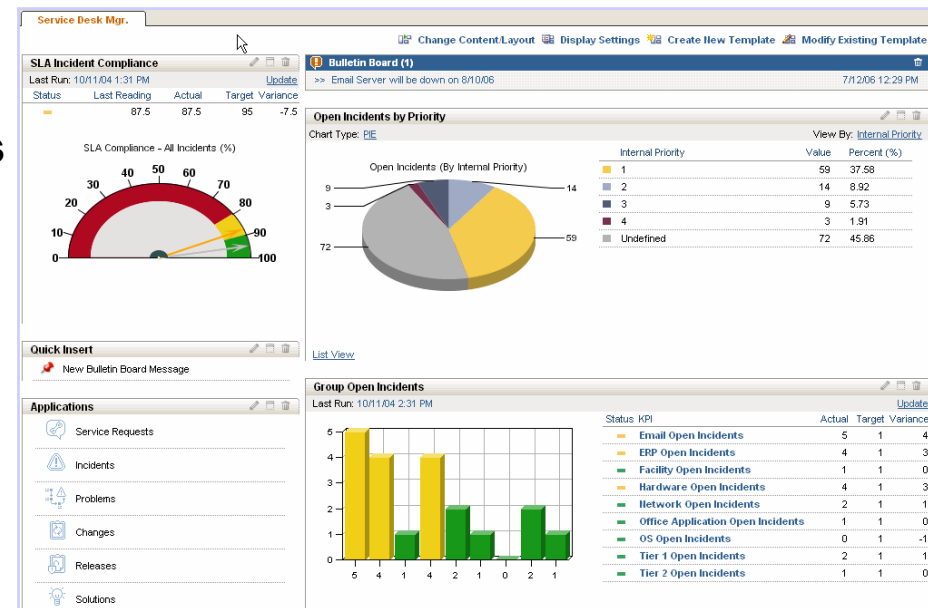 Service Desk Mgr.
Change Content/Layout Display Settings Create New Template Modify Existing Template
SLA Incident Compliance
Last Run: 10/11/04 1:31 PM Update
Status Last Reading Actual Target Variance
87.5 87.5 95 -7.5
SLA Compliance - All Incidents (%)
0 10 20 30 40 50 60 70 80 90 100
Quick Insert
New Bulletin Board Message
Applications
Service Requests
Incidents
Problems
Changes
Releases
Solutions
Bulletin Board (1)
>> Email Server will be down on 8/10/06 7/12/06 12:29 PM
Open Incidents by Priority
Chart Type: PIE View By: Internal Priority
Open Incidents (By Internal Priority)
9 14
3
59
72
Internal Priority Value Percent (%)
1 59 37.58
2 14 8.92
3 9 5.73
4 3 1.91
Undefined 72 45.86
List View
Group Open Incidents
Last Run: 10/11/04 2:31 PM Update
5
4
3
2
1
0
5 4 1 4 2 1 0 2 1
Status KPI Actual Target Variance
Email Open Incidents 5 1 4
ERP Open Incidents 4 1 3
Facility Open Incidents 1 1 0
Hardware Open Incidents 4 1 3
Network Open Incidents 2 1 1
Office Application Open Incidents 1 1 0
OS Open Incidents 0 1 -1
Tier 1 Open Incidents 2 1 1
Tier 2 Open Incidents 1 1 0
s